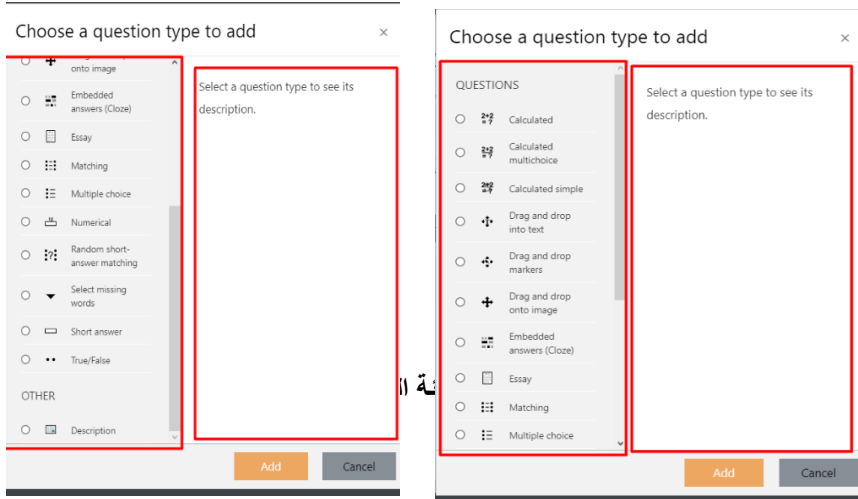 Choose a question type to add ×
onto image
Embedded
answers (Cloze)
Essay
Matching
Multiple choice
Numerical
Random short-
answer matching
Select missing
words
Short answer
True/False
OTHER
Description
Select a question type to see its
description.
Add Cancel
Choose a question type to add ×
QUESTIONS
Calculated
Calculated
multichoice
Calculated simple
Drag and drop
into text
Drag and drop
markers
Drag and drop
onto image
Embedded
answers (Cloze)
Essay
Matching
Multiple choice
Select a question type to see its
description.
Add Cancel